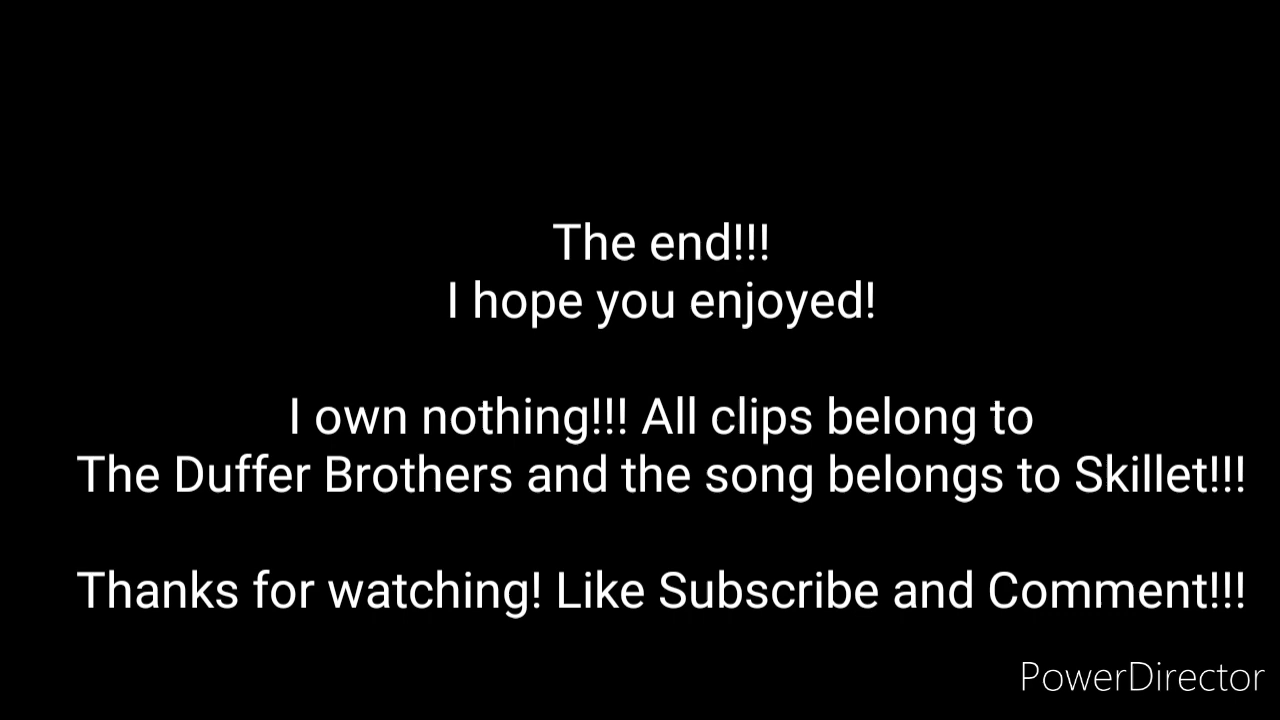 The end!!!
I hope you enjoyed!
I own nothing!!! All clips belong to
The Duffer Brothers and the song belongs to Skillet!!!
Thanks for watching! Like Subscribe and Comment!!!
PowerDirector